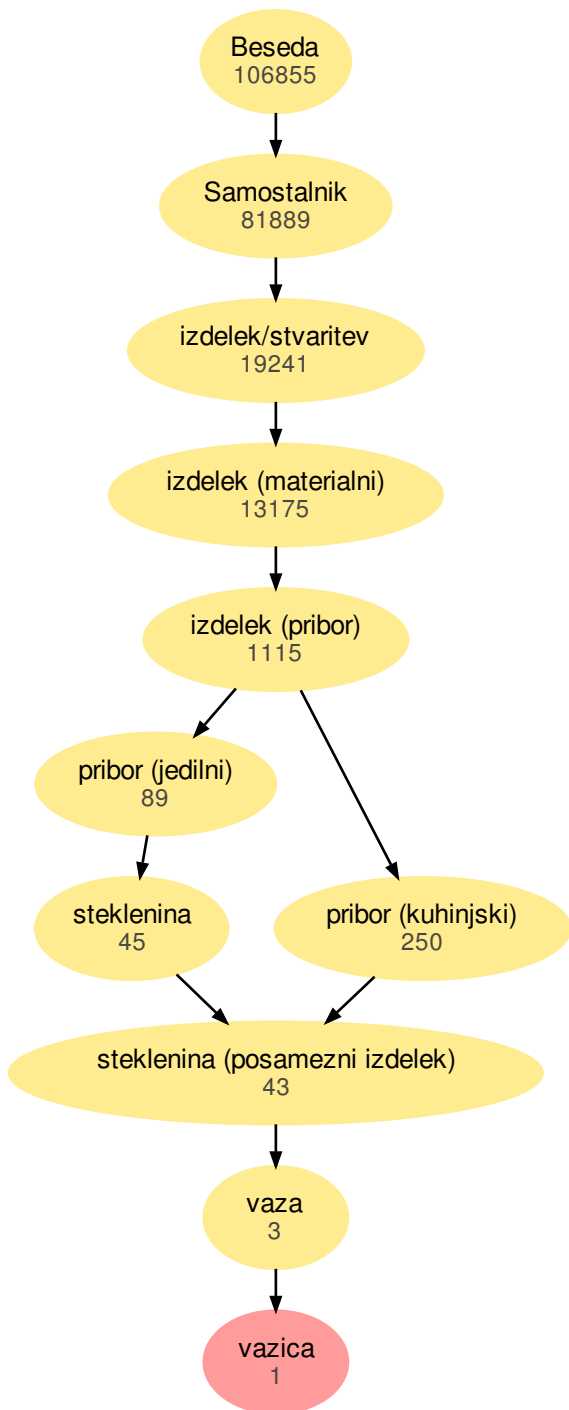 Beseda
106855
Samostalnik
81889
izdelek/stvaritev
19241
izdelek (materialni)
13175
izdelek (pribor)
1115
pribor (jedilni)
89
steklenina
45
pribor (kuhinjski)
250
steklenina (posamezni izdelek)
43
vaza
3
vazica
1